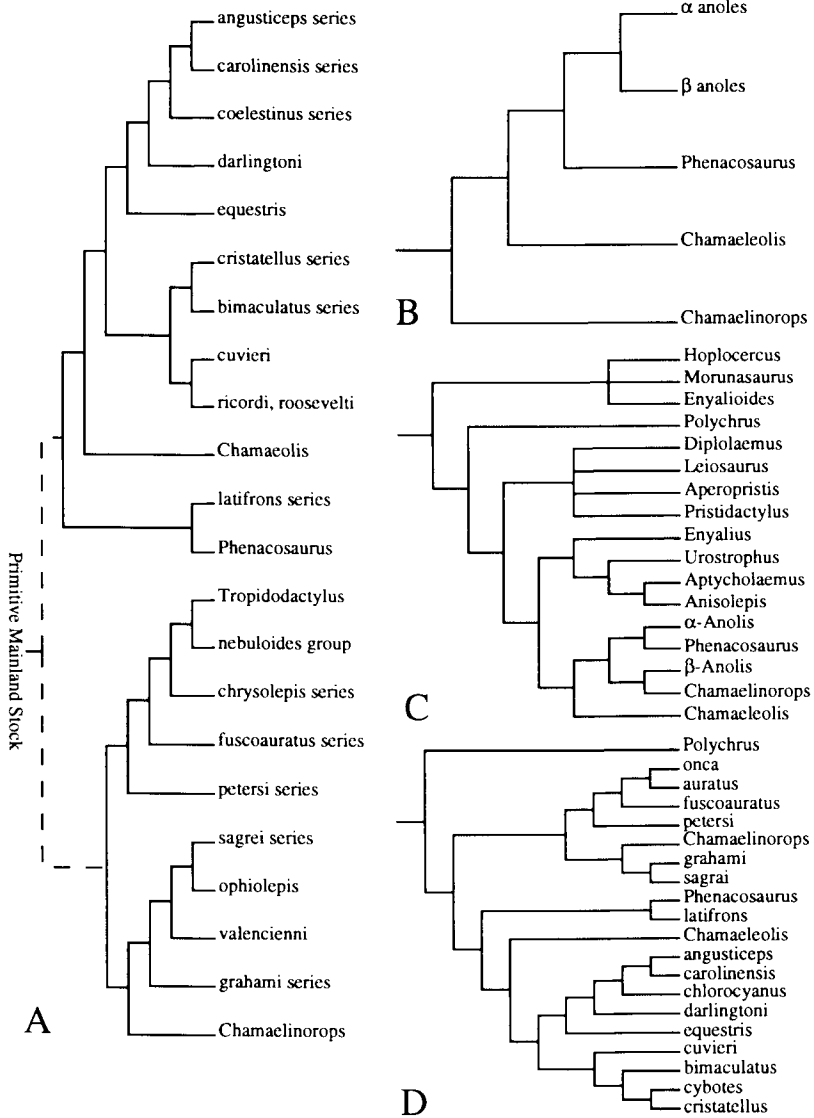 angusticeps series
carolinensis series
coelestinus series
darlingtoni
equestris
cristatellus series
bimaculatus series
cuvieri
ricordi, roosevelti
Chamaeolis
latifrons series
Phenacosaurus
Tropidodactylus
nebuloides group
chrysolepis series
fuscoauratus series
petersi series
sagrei series
ophiolepis
valencienni
grahami series
Chamaelinorops
Primitive Mainland Stock
A
α anoles
β anoles
Phenacosaurus
Chamaeleolis
Chamaelinorops
B
Hoplocercus
Morunasaurus
Enyalioides
Polychrus
Diplolaemus
Leiosaurus
Aperopristis
Pristidactylus
Enyalius
Urostrophus
Aptycholaemus
Anisolepis
α-Anolis
Phenacosaurus
β-Anolis
Chamaelinorops
Chamaeleolis
C
Polychrus
onca
auratus
fuscoauratus
petersi
Chamaelinorops
grahami
sagrai
Phenacosaurus
latifrons
Chamaeleolis
angusticeps
carolinensis
chlorocyanus
darlingtoni
equestris
cuvieri
bimaculatus
cybotes
cristatellus
D